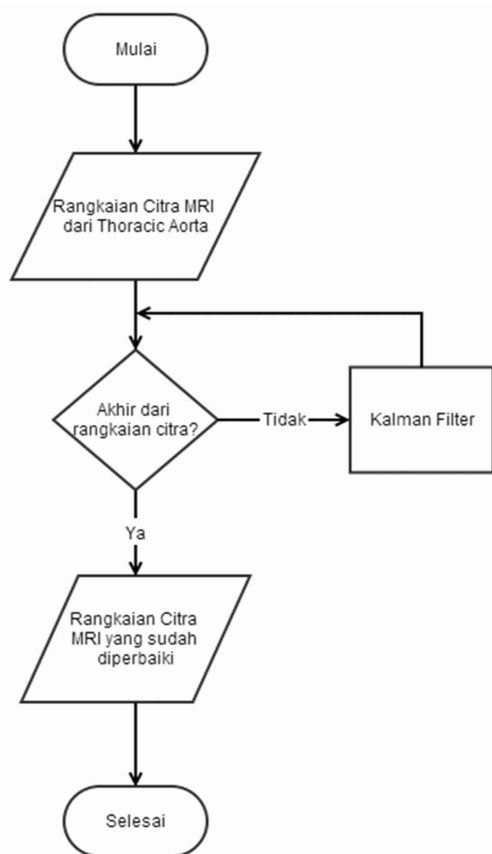 Mulai
Rangkaian Citra MRI
dari Thoracic Aorta
Akhir dari
rangkaian citra?
Tidak
Kalman Filter
Ya
Rangkaian Citra
MRI yang sudah
diperbaiki
Selesai